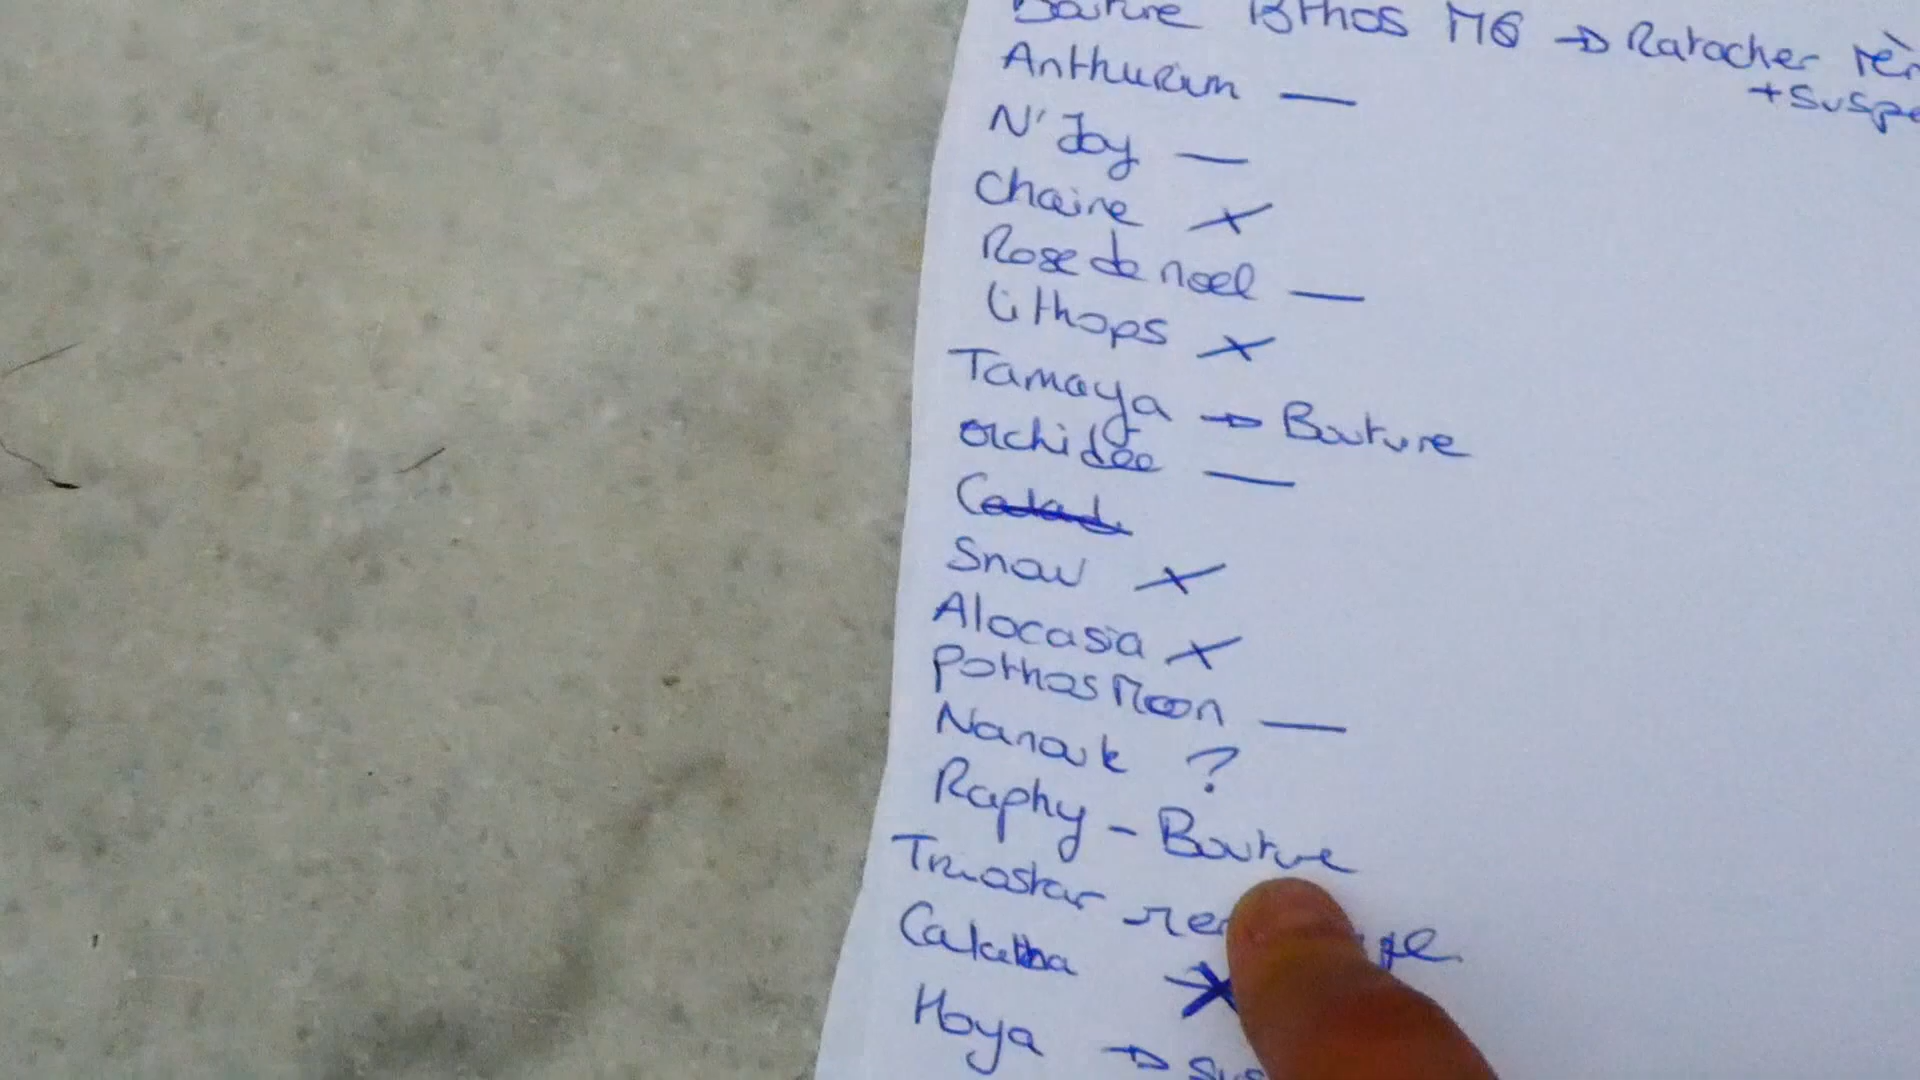 Bouture Pothos MG → Ratacher
+ Susp
Anthurium —
N'Joy —
Chaine X
Rose de noel —
Lithops X
Tamaya → Bouture
orchidée —
Snow X
Alocasia X
Pothos Moon —
Nanouk ?
Raphy - Bouture
Triostar
Calathea X
Hoya →